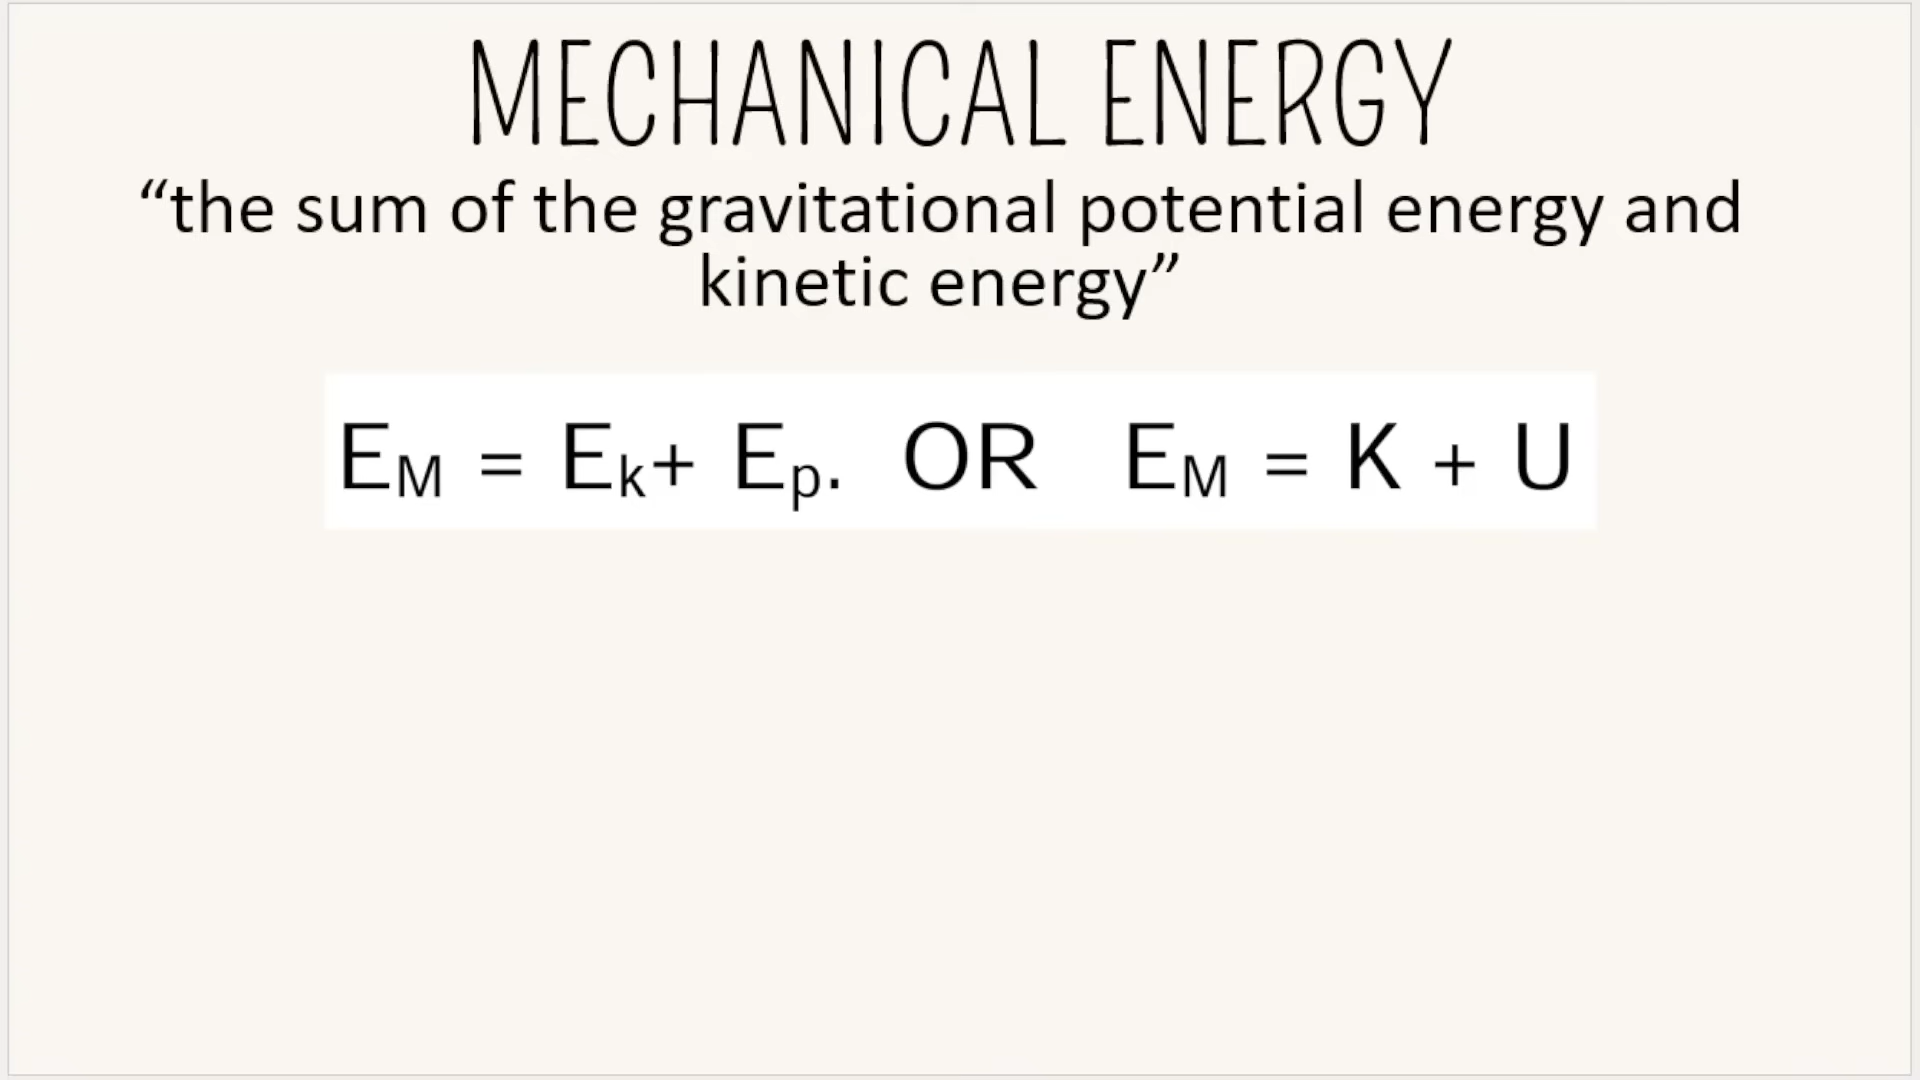 MECHANICAL ENERGY
“the sum of the gravitational potential energy and
kinetic energy”
EM = Ek+ Ep. OR EM = K + U